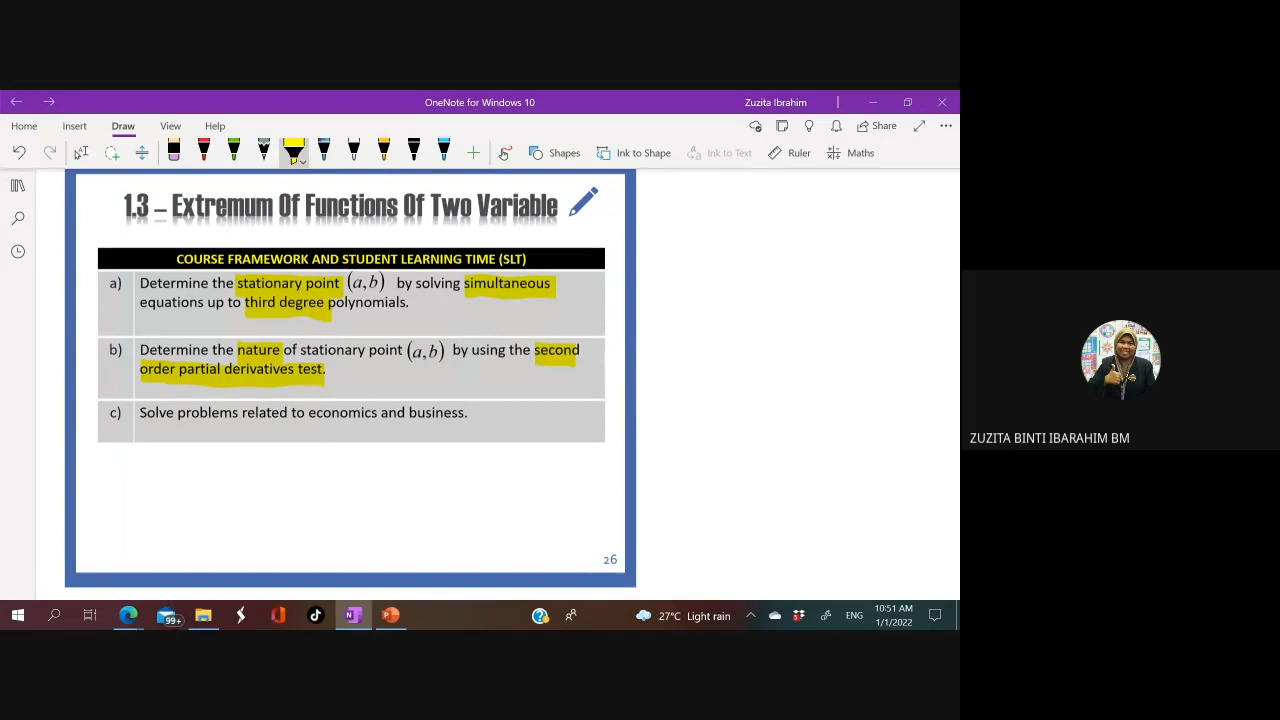 OneNote for Windows 10
Zuzita Ibrahim
Home Insert Draw View Help
Share
Shapes Ink to Shape Ink to Text Ruler Maths
1.3 – Extremum Of Functions Of Two Variable
COURSE FRAMEWORK AND STUDENT LEARNING TIME (SLT)
a) Determine the stationary point (a, b) by solving simultaneous
equations up to third degree polynomials.
b) Determine the nature of stationary point (a, b) by using the second
order partial derivatives test.
c) Solve problems related to economics and business.
26
ZUZITA BINTI IBARAHIM BM
99+
27°C Light rain
ENG
10:51 AM
1/1/2022